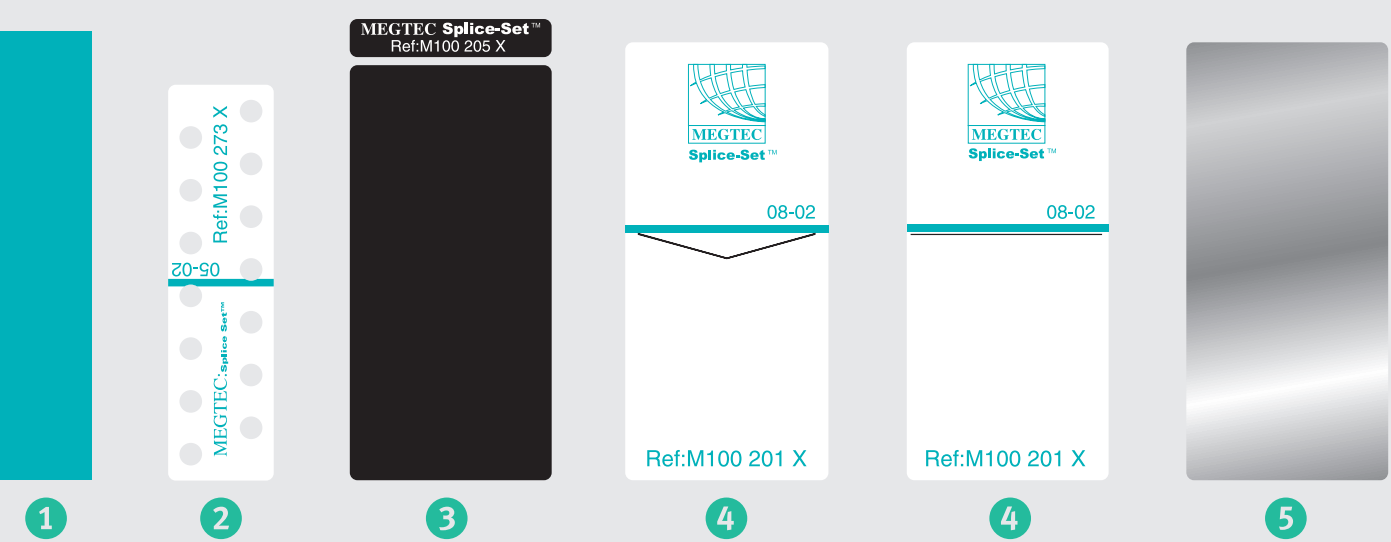 Ref:M100 273 X
05-02
MEGTEC:Splice Set™
MEGTEC Splice-Set™
Ref:M100 205 X
MEGTEC
Splice-Set™
08-02
Ref:M100 201 X
MEGTEC
Splice-Set™
08-02
Ref:M100 201 X
1
2
3
4
4
5